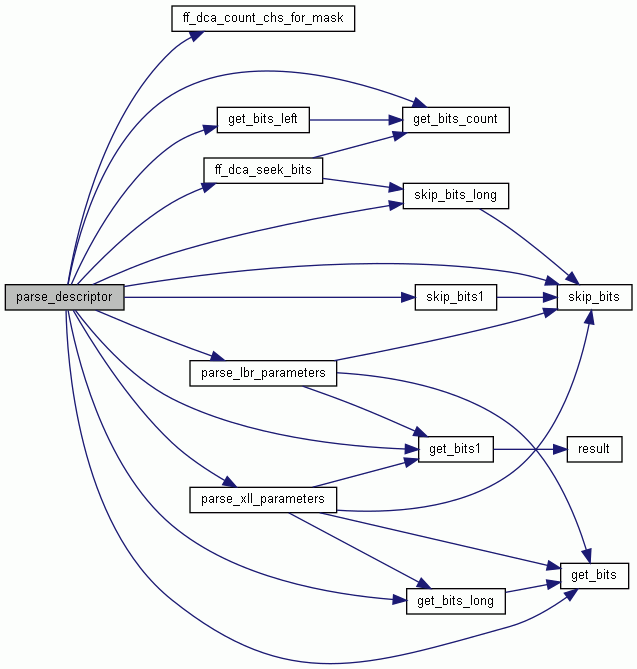 ff_dca_count_chs_for_mask
get_bits_left
get_bits_count
ff_dca_seek_bits
skip_bits_long
parse_descriptor
skip_bits1
skip_bits
parse_lbr_parameters
get_bits1
result
parse_xll_parameters
get_bits
get_bits_long